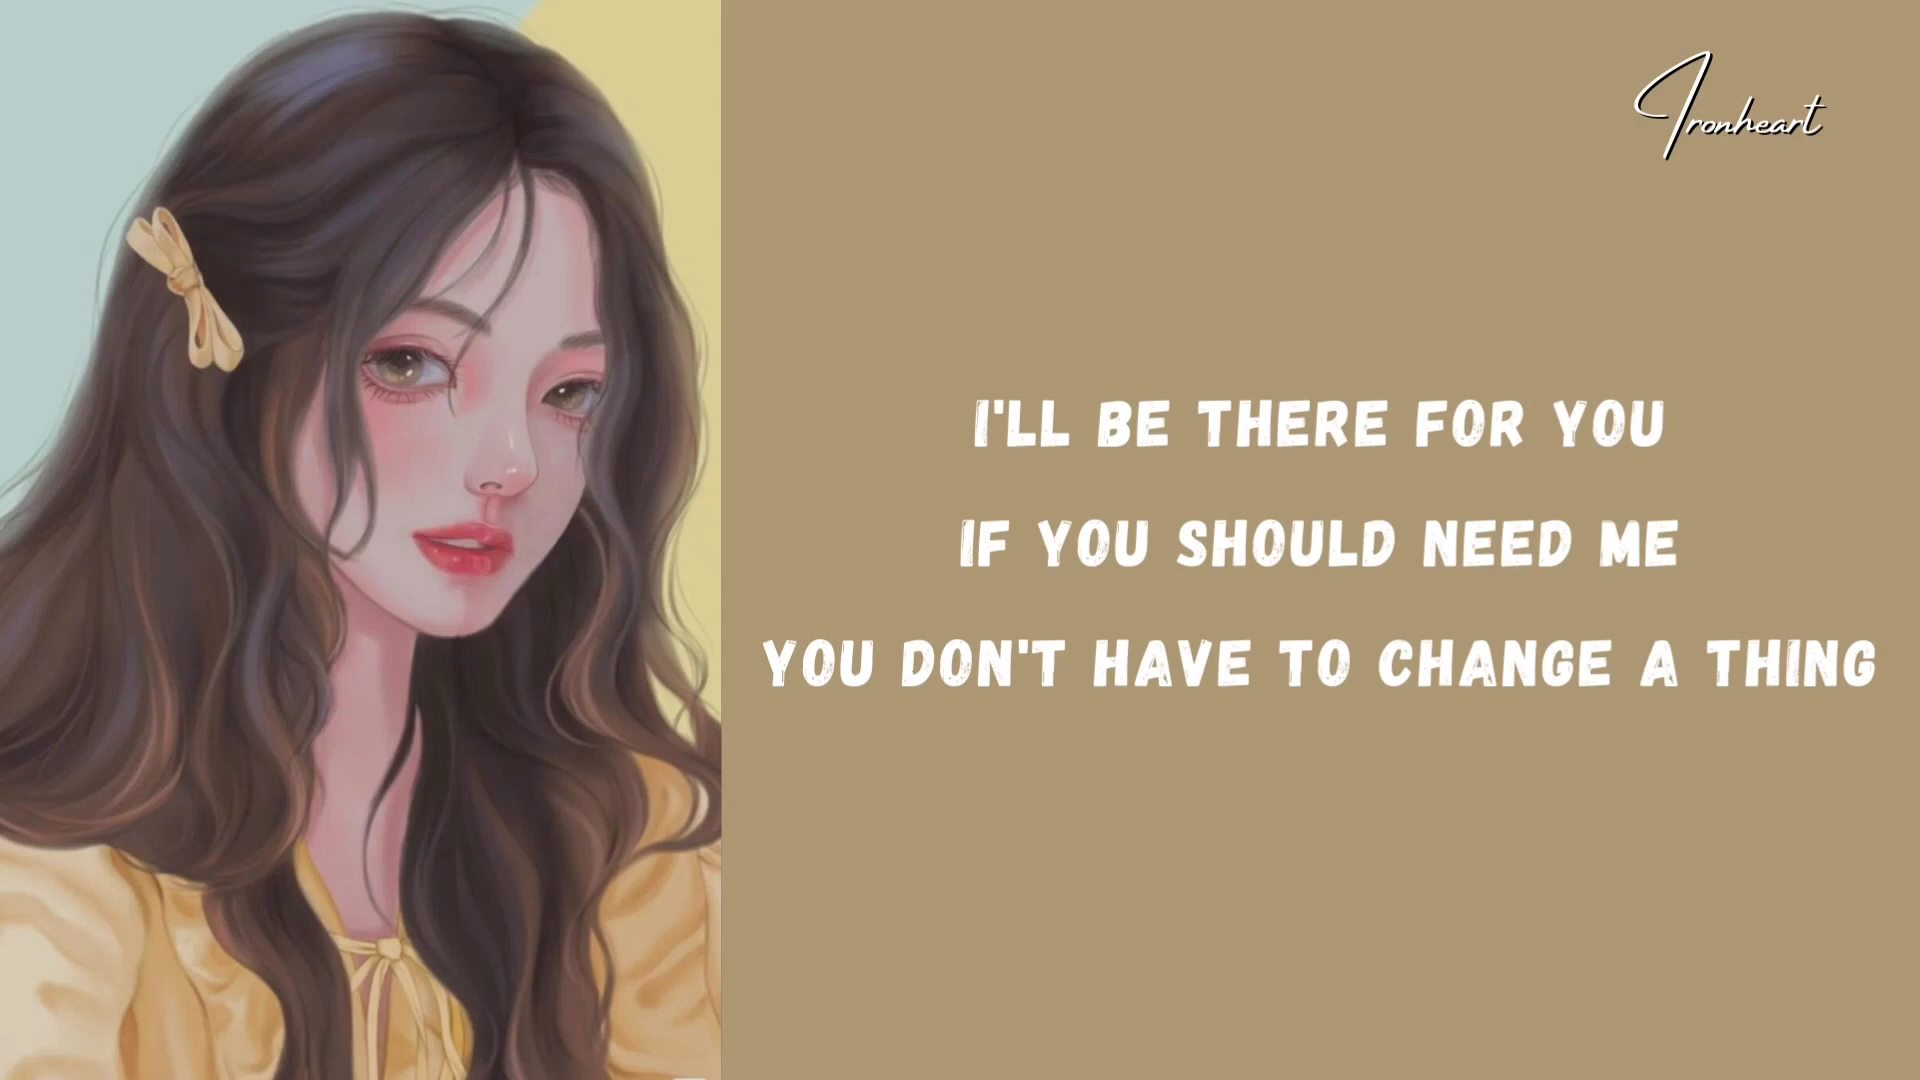 Ironheart
I'LL BE THERE FOR YOU
IF YOU SHOULD NEED ME
YOU DON'T HAVE TO CHANGE A THING